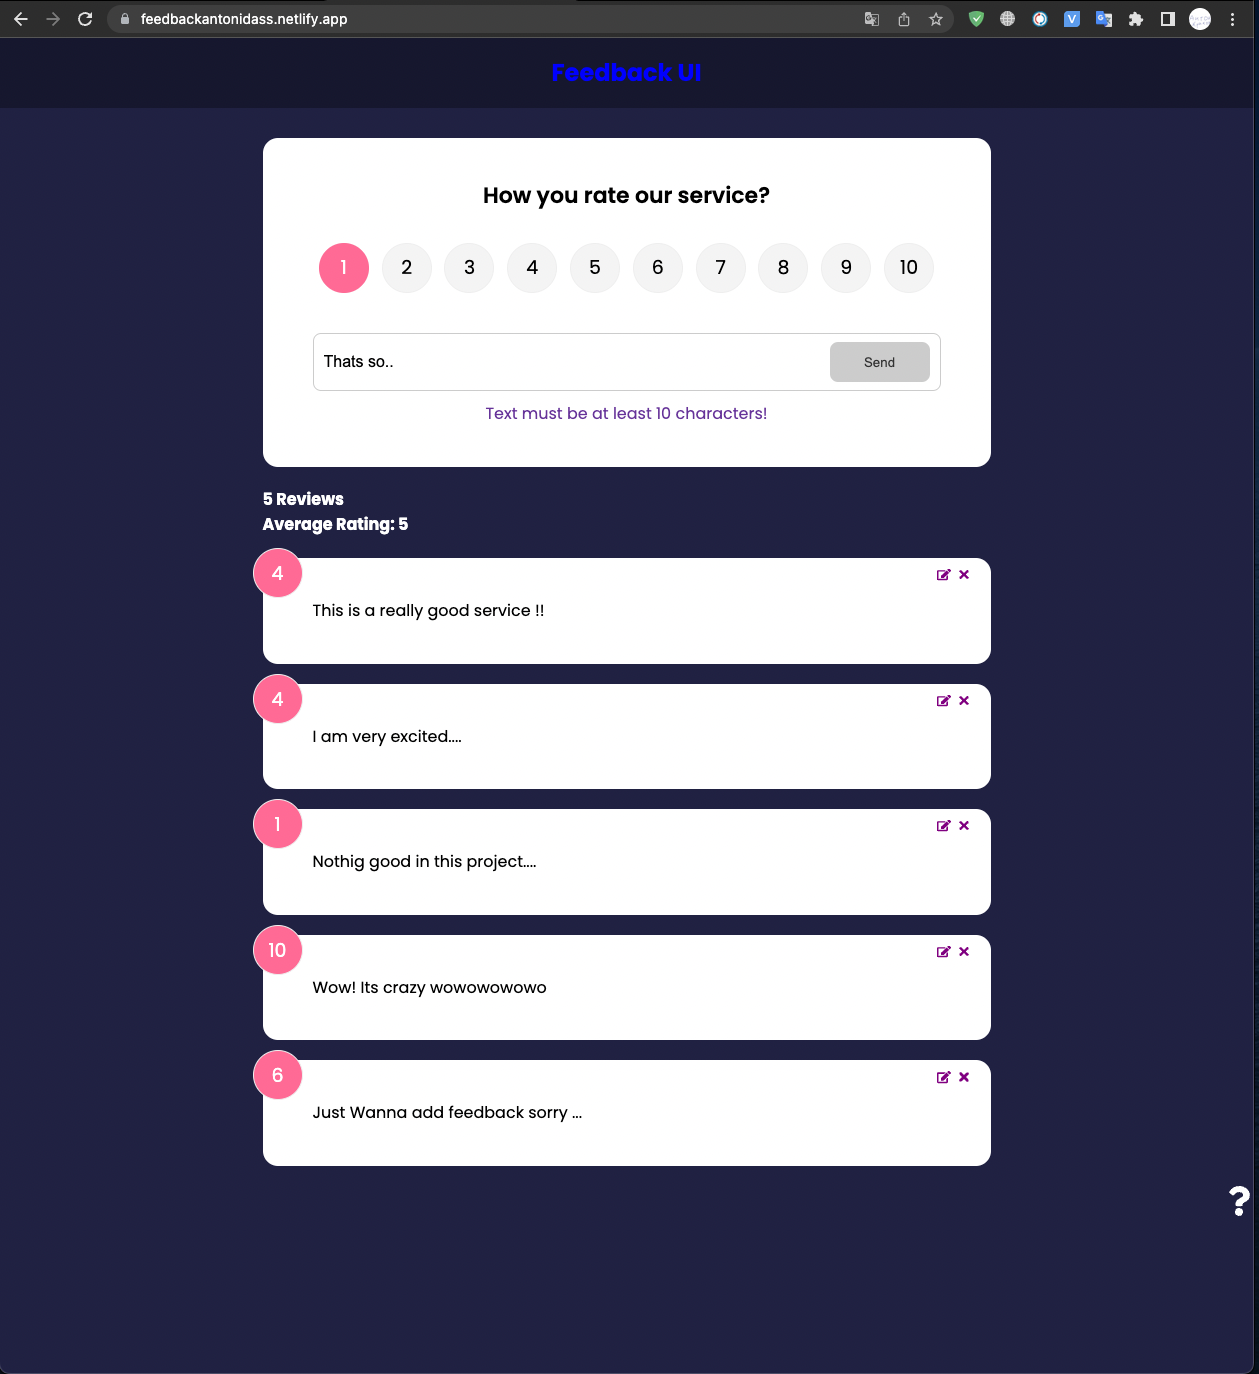 feedbackantonidass.netlify.app
Feedback UI
How you rate our service?
1 2 3 4 5 6 7 8 9 10
Thats so.. Send
Text must be at least 10 characters!
5 Reviews
Average Rating: 5
4
This is a really good service !!
4
I am very excited....
1
Nothig good in this project....
10
Wow! Its crazy wowowowowo
6
Just Wanna add feedback sorry ...
?